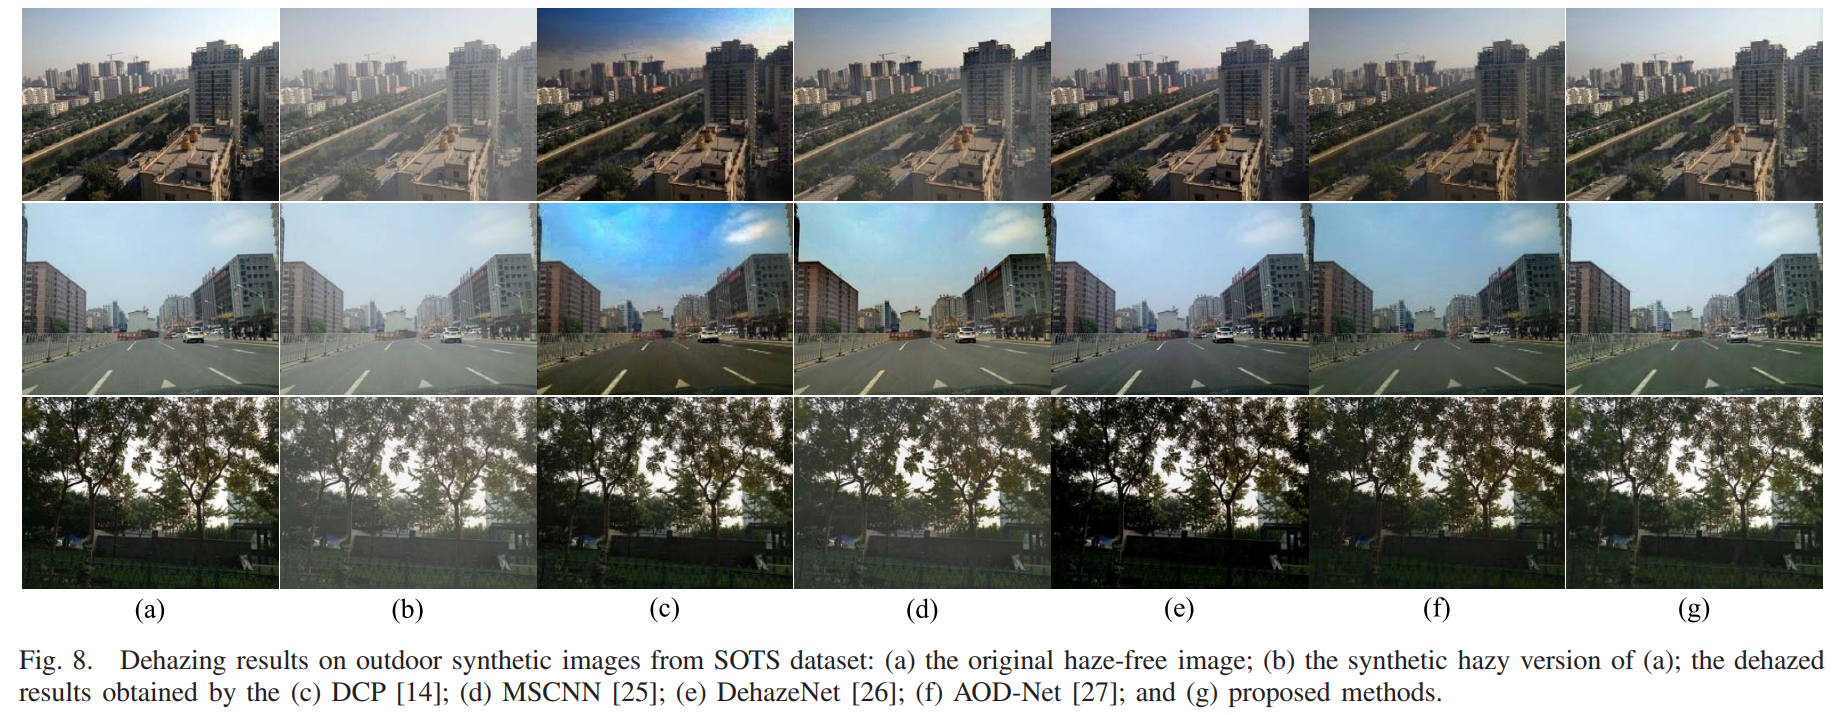 (a) (b) (c) (d) (e) (f) (g)
Fig. 8. Dehazing results on outdoor synthetic images from SOTS dataset: (a) the original haze-free image; (b) the synthetic hazy version of (a); the dehazed
results obtained by the (c) DCP [14]; (d) MSCNN [25]; (e) DehazeNet [26]; (f) AOD-Net [27]; and (g) proposed methods.